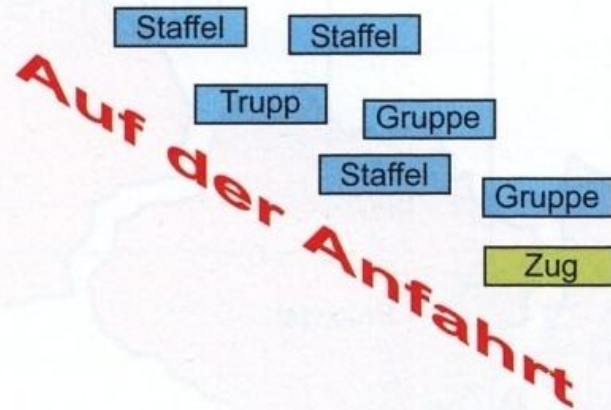 Staffel
Staffel
Trupp
Gruppe
Staffel
Gruppe
Zug
Auf der Anfahrt